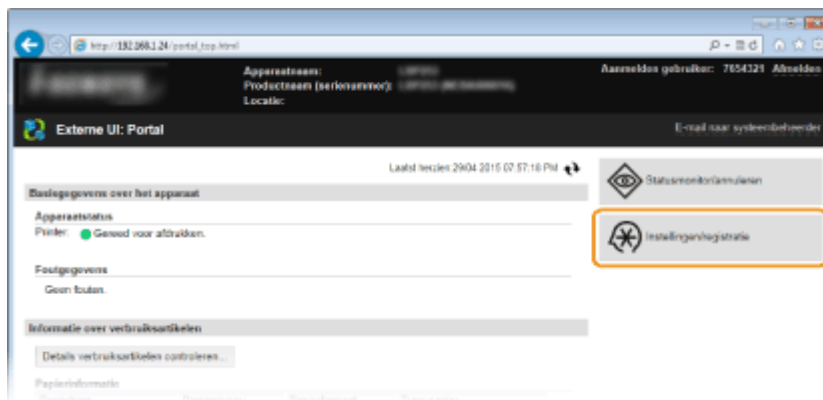 http://192.168.1.24/portal_top.html
Apparaatnaam:
Productnaam (serienummer):
Locatie:
Aanmelden gebruiker: 7654321 Afmelden
Externe UI: Portal
E-mail naar systeembeheerder
Laatst herzien: 29/04 2015 07:57:18 PM
Basisgegevens over het apparaat
Apparaatstatus
Printer: Gereed voor afdrukken.
Foutgegevens
Geen fouten.
Informatie over verbruiksartikelen
Details verbruiksartikelen controleren...
Papierinformatie
Statusmonitor/annuleren
Instellingen/registratie